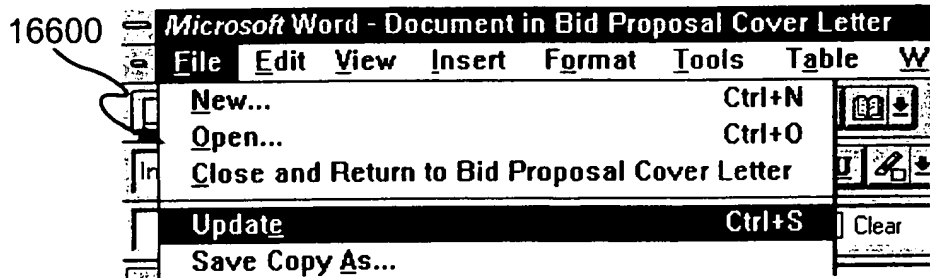 16600
Microsoft Word - Document in Bid Proposal Cover Letter
File Edit View Insert Format Tools Table W
New... Ctrl+N
Open... Ctrl+O
In Close and Return to Bid Proposal Cover Letter U
Update Ctrl+S Clear
Save Copy As...